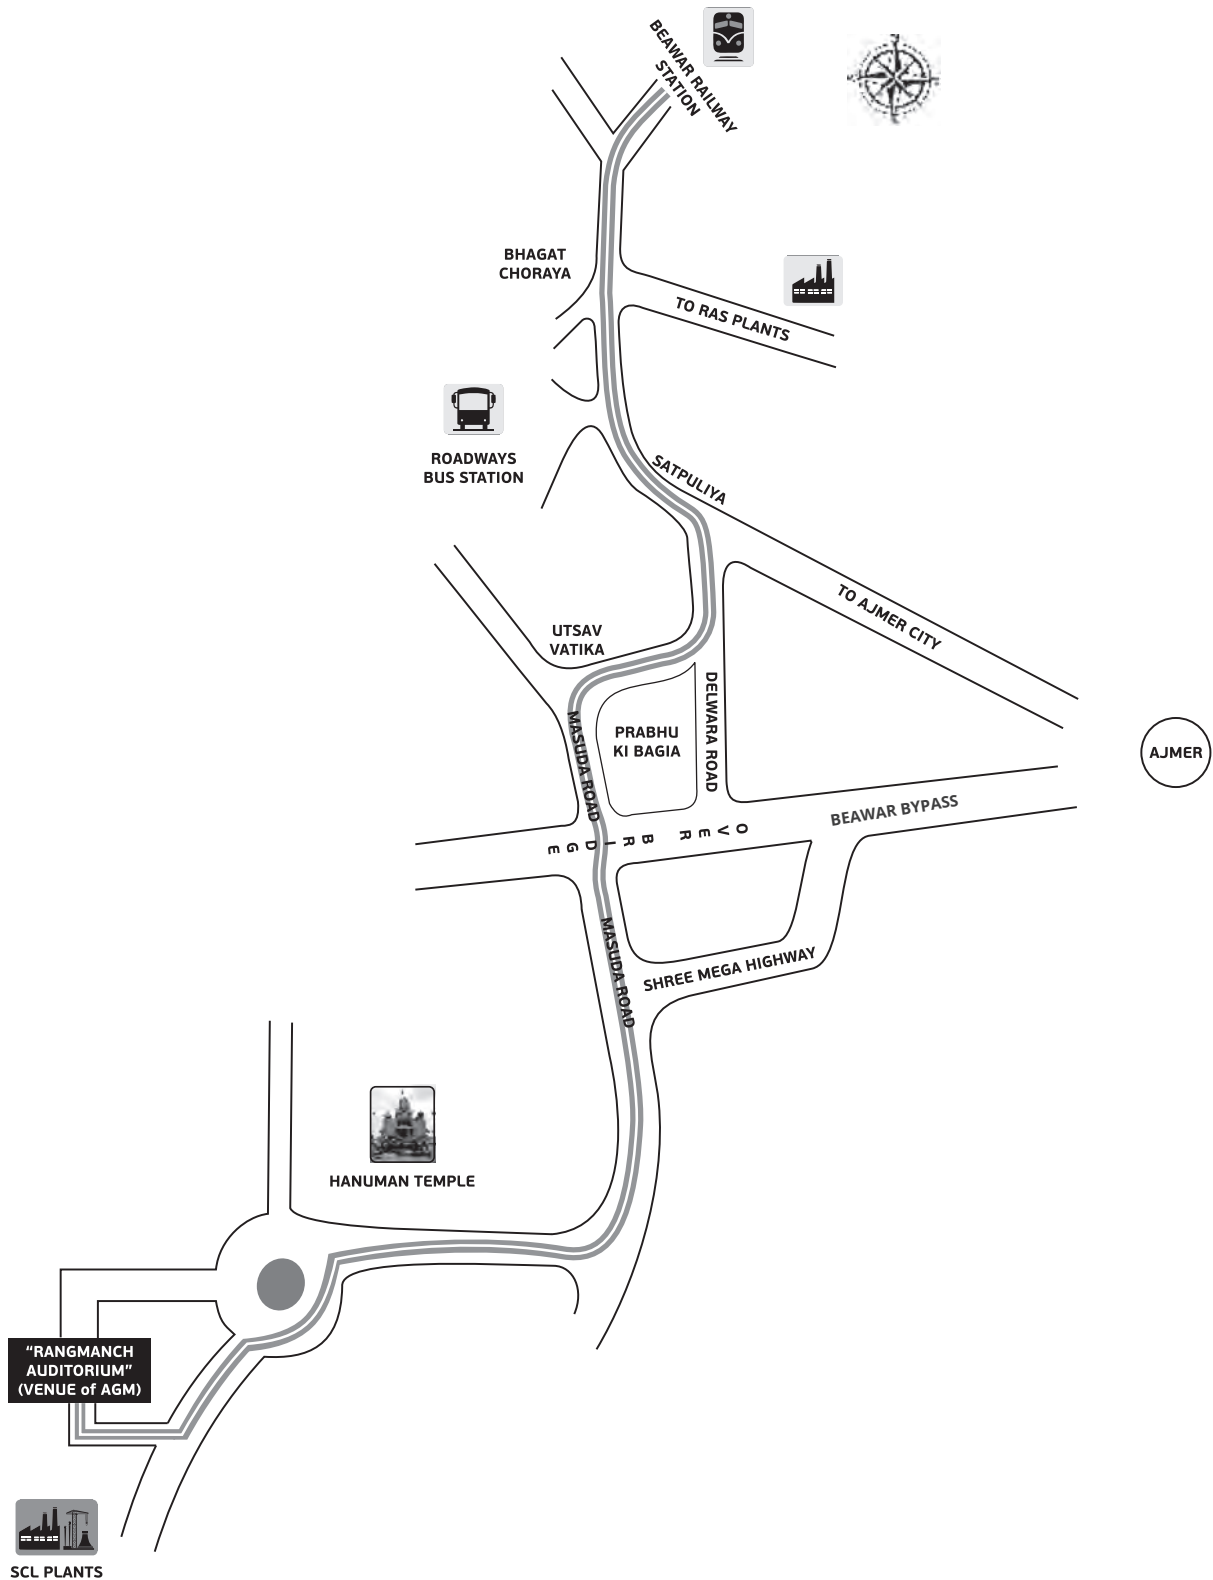 BEAWAR RAILWAY
STATION
BHAGAT
CHORAYA
TO RAS PLANTS
ROADWAYS
BUS STATION
SATPULIYA
TO AJMER CITY
UTSAV
VATIKA
DELWARA ROAD
MASUDA ROAD
PRABHU
KI BAGIA
AJMER
BEAWAR BYPASS
OVER BRIDGE
MASUDA ROAD
SHREE MEGA HIGHWAY
HANUMAN TEMPLE
“RANGMANCH
AUDITORIUM”
(VENUE of AGM)
SCL PLANTS